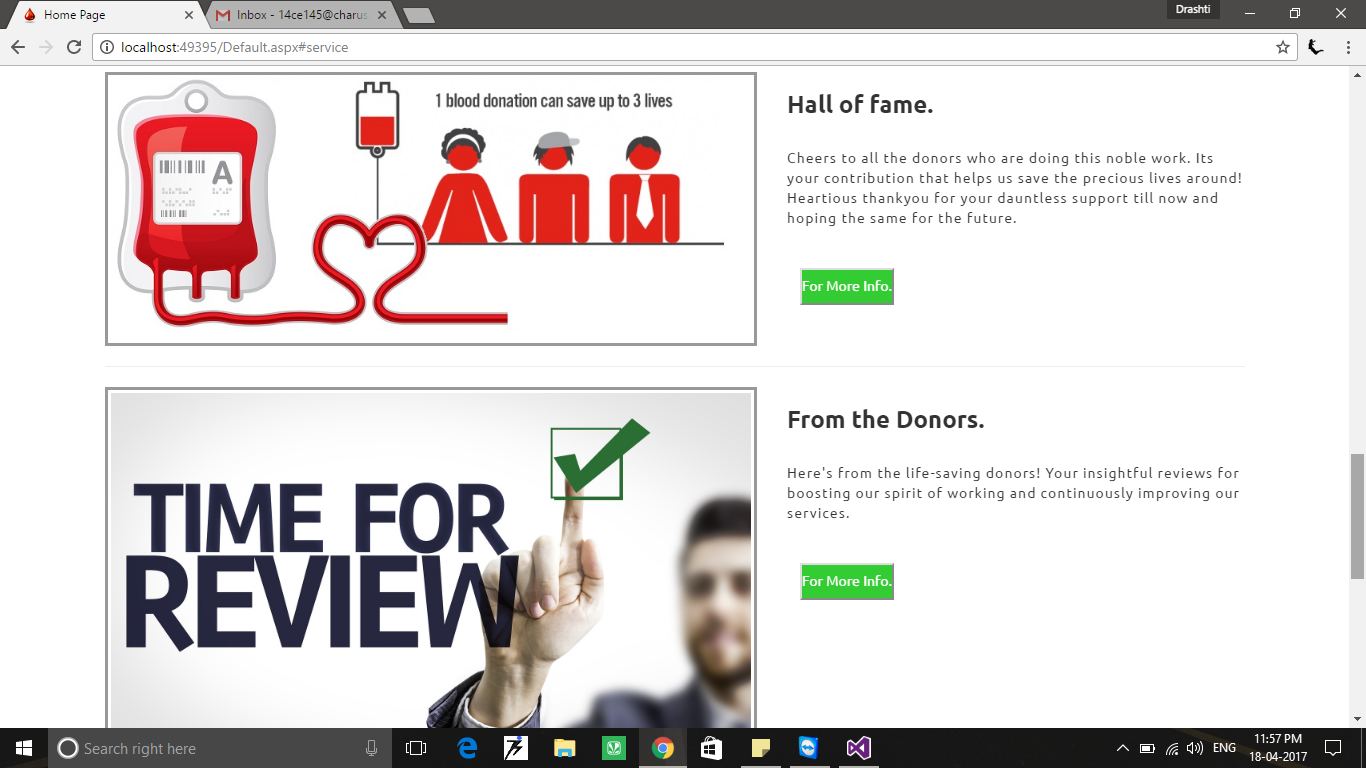 Home Page
Inbox - 14ce145@charus
Drashti
localhost:49395/Default.aspx#service
1 blood donation can save up to 3 lives
A
Hall of fame.
Cheers to all the donors who are doing this noble work. Its
your contribution that helps us save the precious lives around!
Heartious thankyou for your dauntless support till now and
hoping the same for the future.
For More Info.
TIME FOR
REVIEW
From the Donors.
Here's from the life-saving donors! Your insightful reviews for
boosting our spirit of working and continuously improving our
services.
For More Info.
Search right here
ENG
11:57 PM
18-04-2017